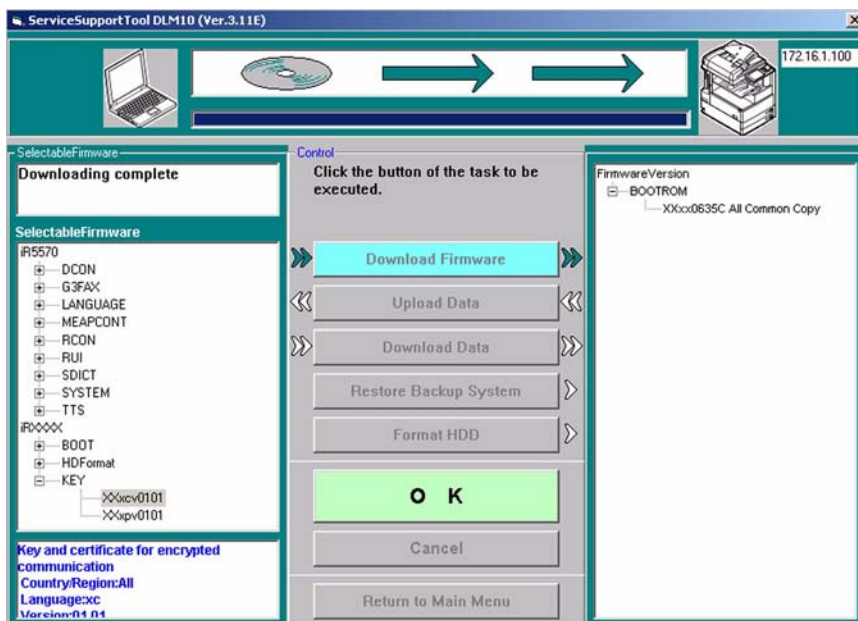 ServiceSupportTool DLM10 (Ver.3.11E)
172.16.1.100
SelectableFirmware
Downloading complete
SelectableFirmware
iR5570
DCON
G3FAX
LANGUAGE
MEAPCONT
RCON
RUI
SDICT
SYSTEM
TTS
iRXXXX
BOOT
HDFormat
KEY
XXxcv0101
XXxpv0101
Key and certificate for encrypted
communication
Country/Region:All
Language:xc
Version:01.01
Control
Click the button of the task to be
executed.
Download Firmware
Upload Data
Download Data
Restore Backup System
Format HDD
O K
Cancel
Return to Main Menu
FirmwareVersion
BOOTROM
XXxx0635C All Common Copy